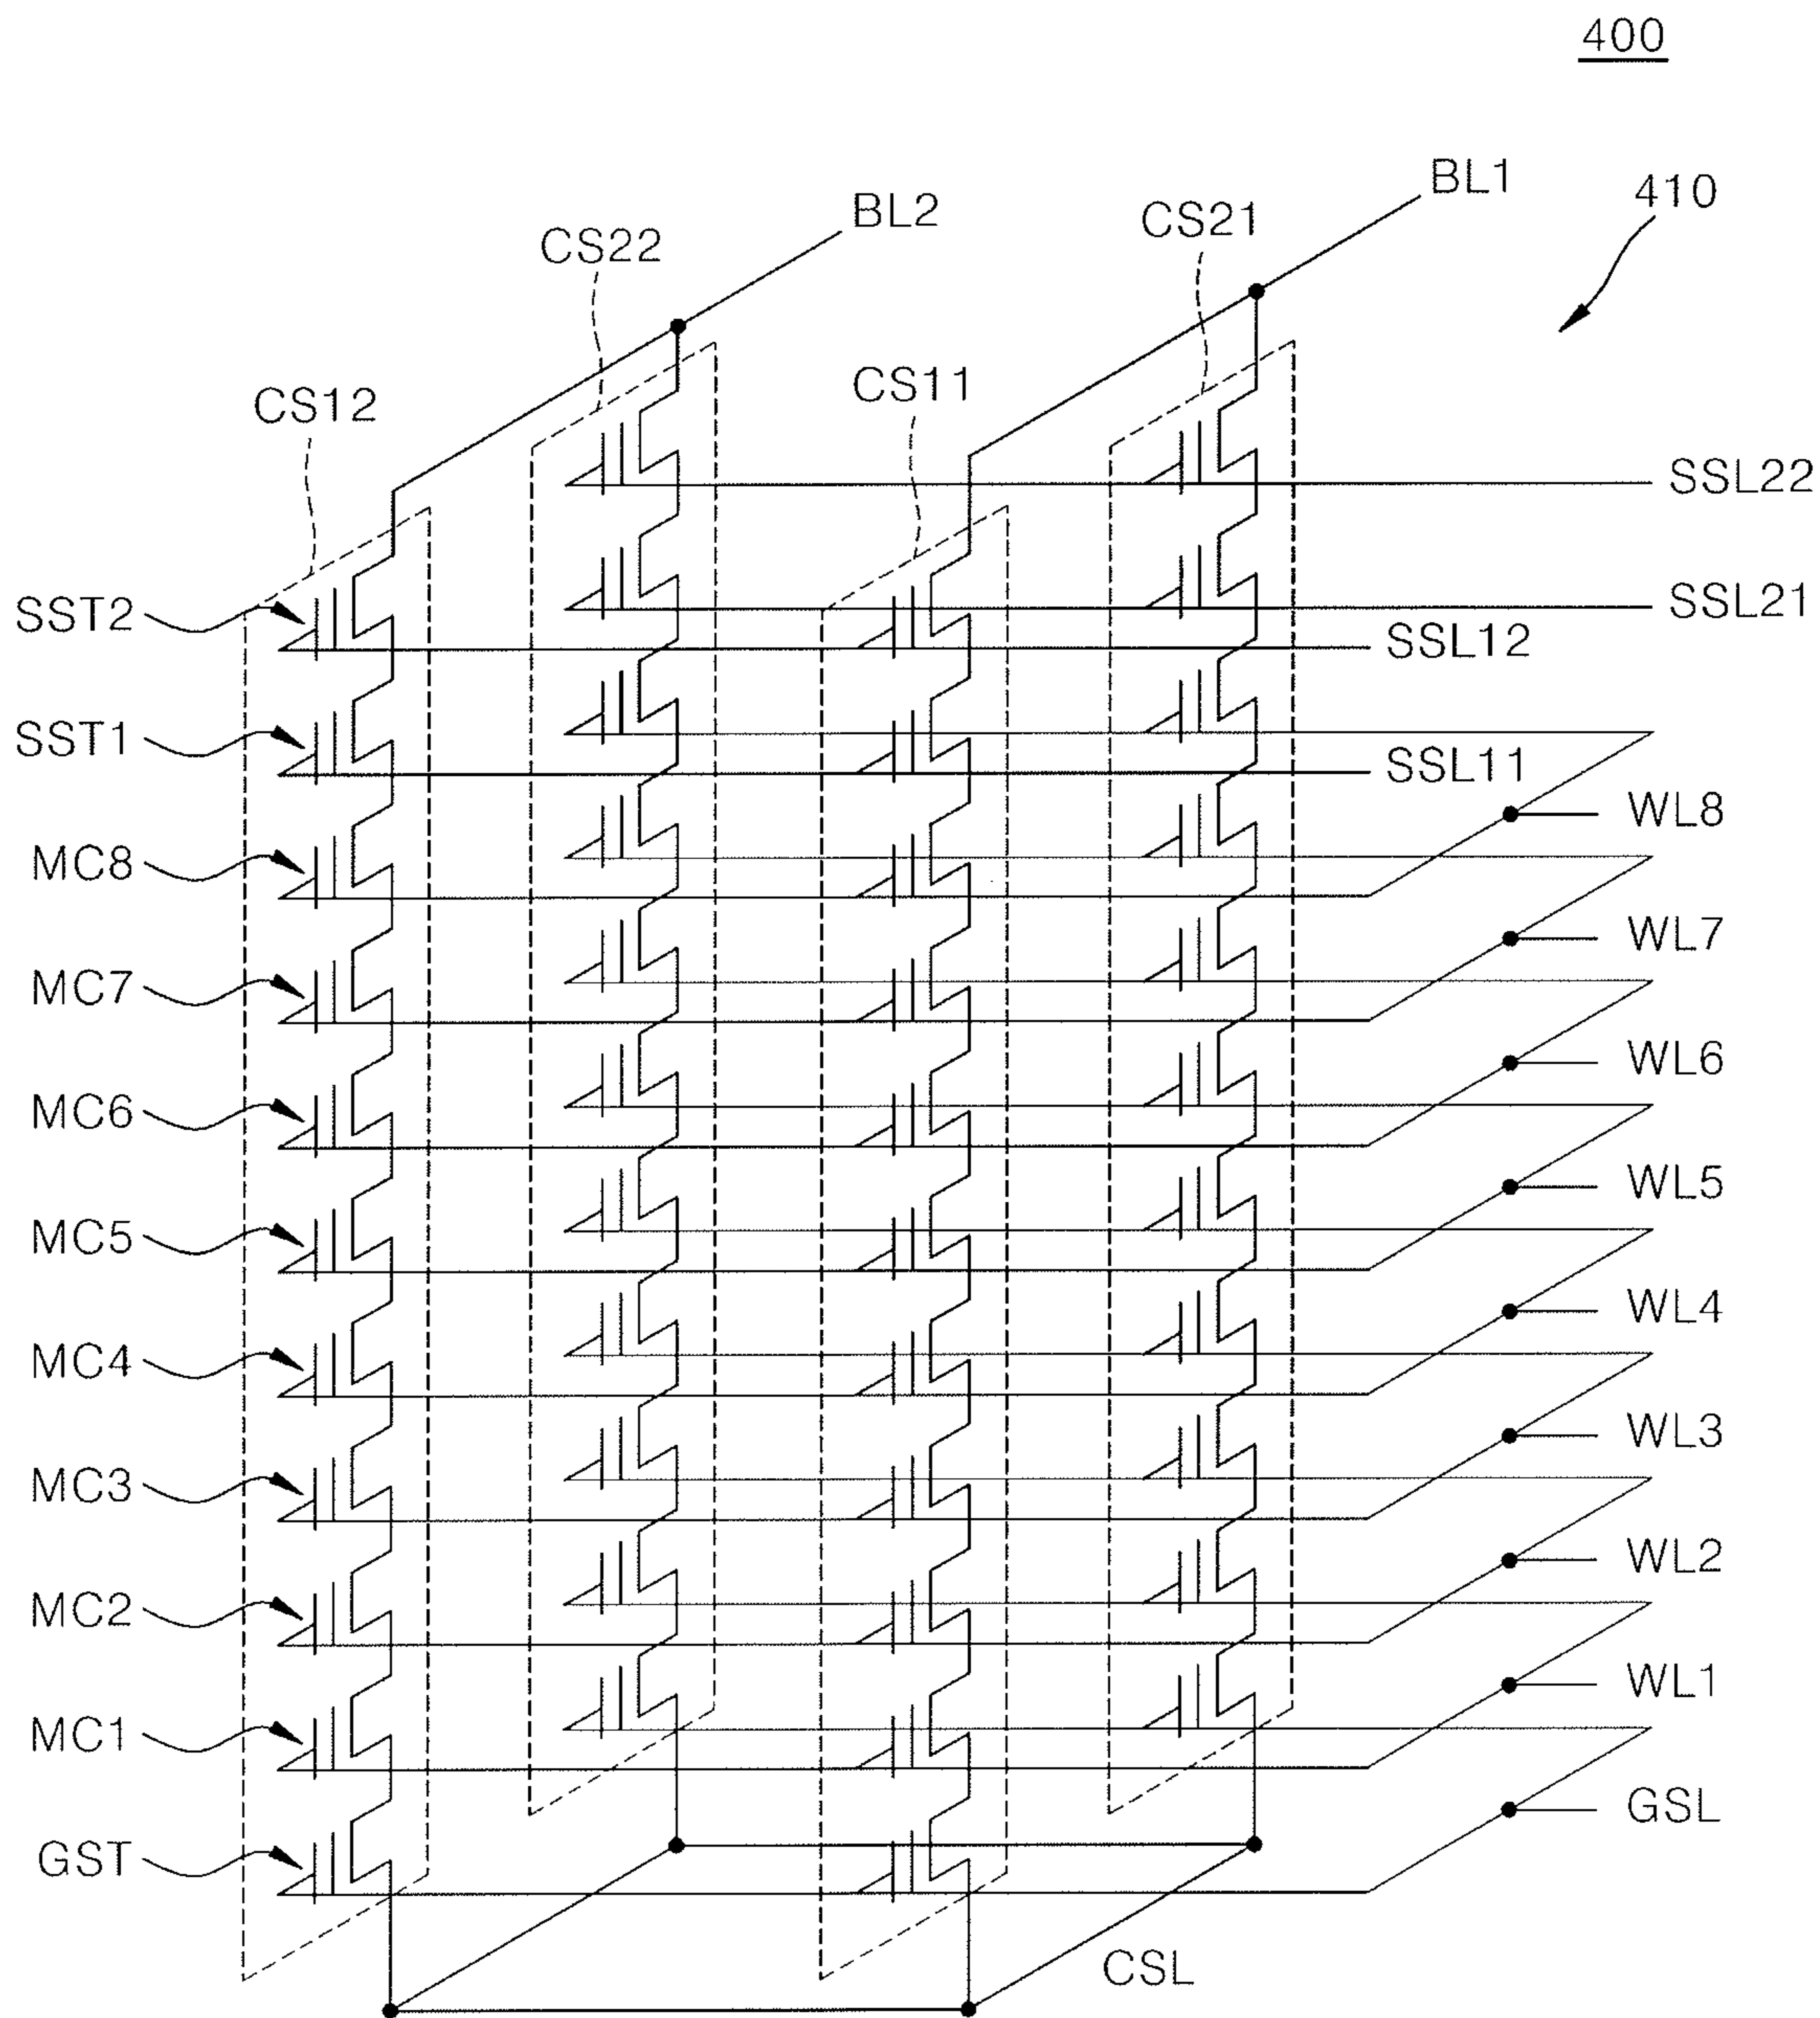 400
BL1
410
BL2
CS21
CS22
CS11
CS12
SSL22
SSL21
SST2
SSL12
SST1
SSL11
WL8
MC8
WL7
MC7
WL6
MC6
WL5
MC5
WL4
MC4
WL3
MC3
WL2
MC2
WL1
MC1
GSL
GST
CSL